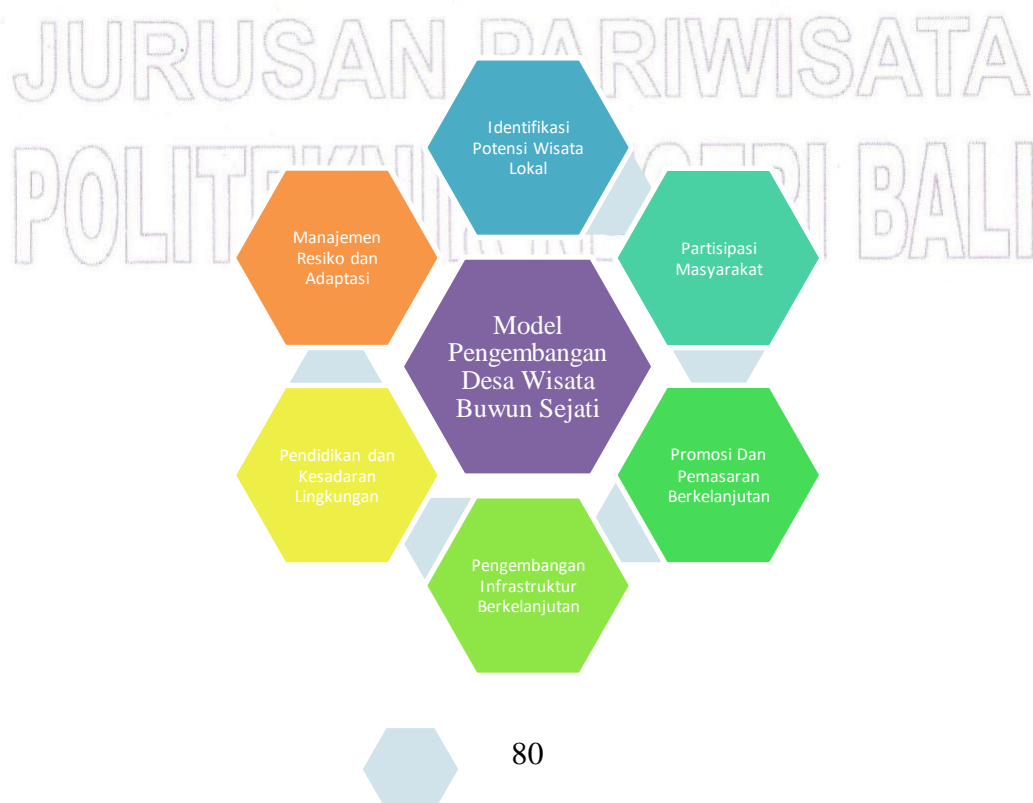 JURUSAN PARIWISATA
POLITEKNIK NEGERI BALI
Identifikasi
Potensi Wisata
Lokal
Partisipasi
Masyarakat
Promosi Dan
Pemasaran
Berkelanjutan
Pengembangan
Infrastruktur
Berkelanjutan
Pendidikan dan
Kesadaran
Lingkungan
Manajemen
Resiko dan
Adaptasi
Model
Pengembangan
Desa Wisata
Buwun Sejati
80